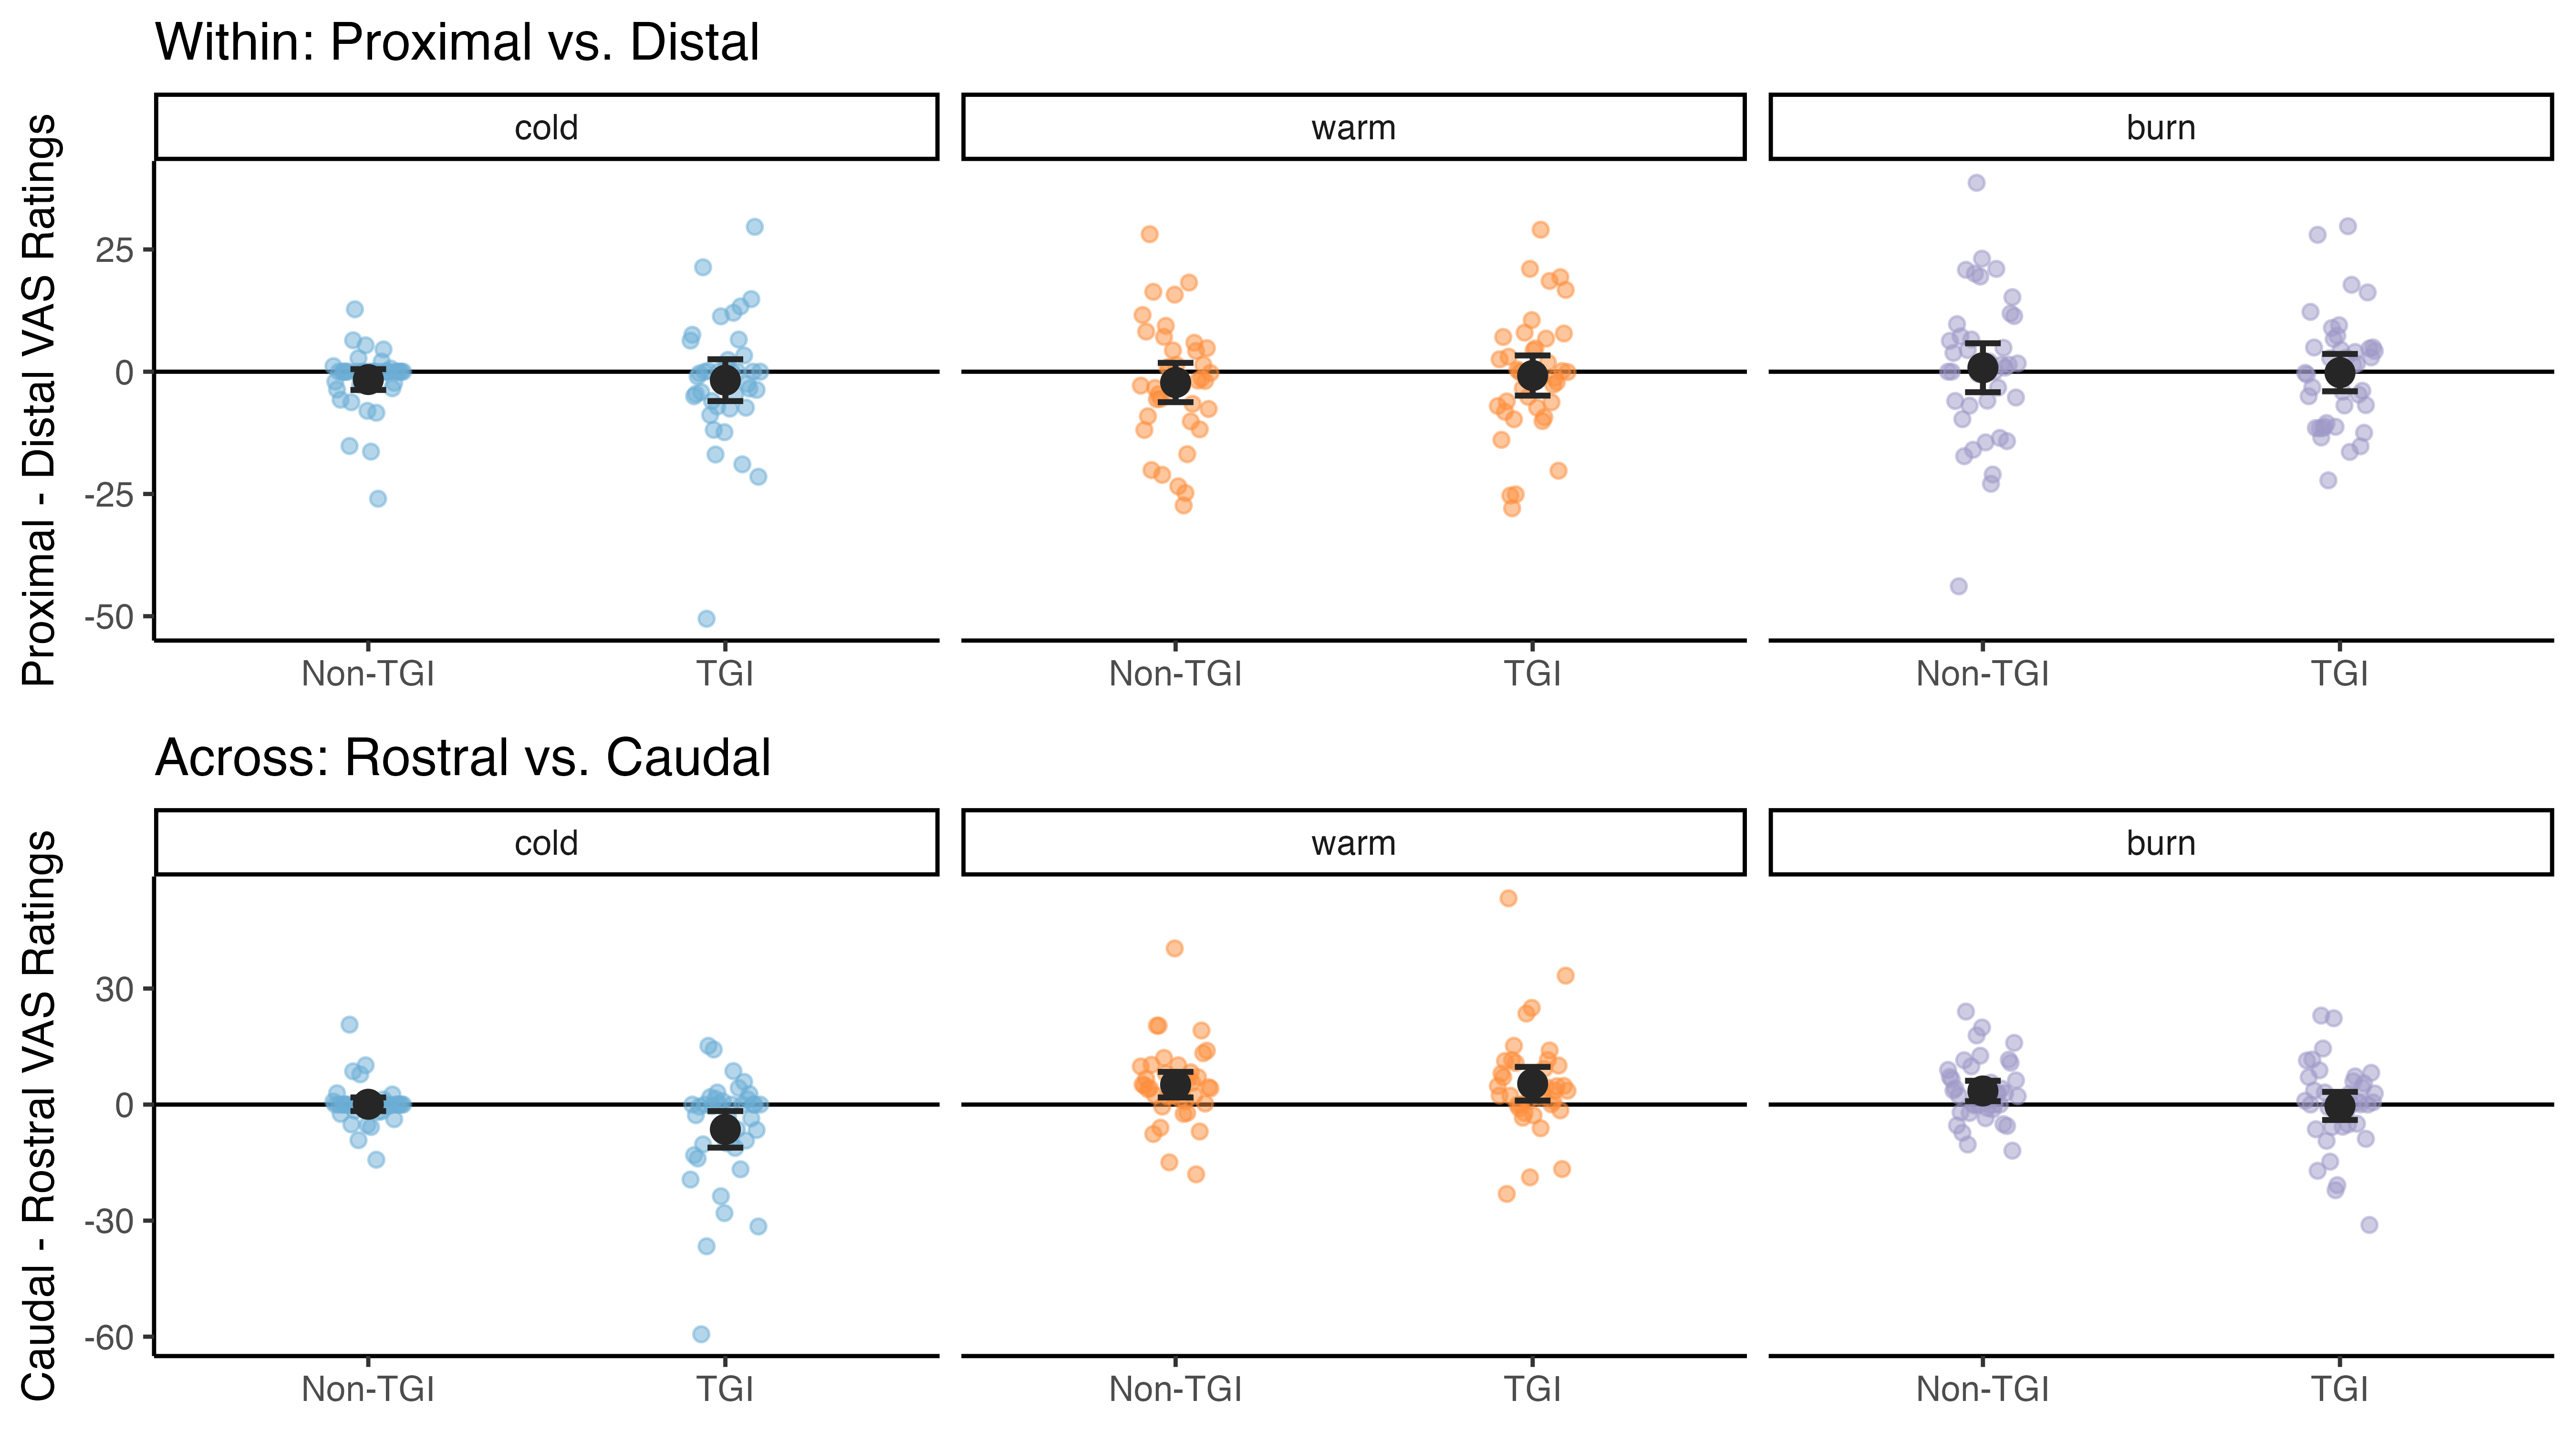 Within: Proximal vs. Distal
cold
warm
burn
Proximal - Distal VAS Ratings
25
0
-25
-50
Non-TGI
TGI
Non-TGI
TGI
Non-TGI
TGI
Across: Rostral vs. Caudal
cold
warm
burn
Caudal - Rostral VAS Ratings
30
0
-30
-60
Non-TGI
TGI
Non-TGI
TGI
Non-TGI
TGI